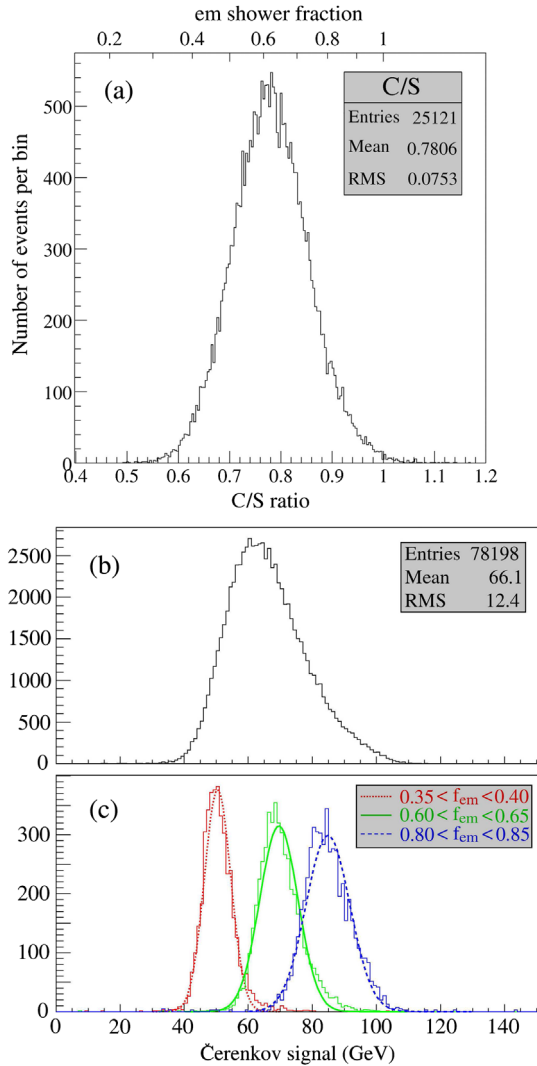 em shower fraction
0.2 0.4 0.6 0.8 1
(a)
C/S
Entries 25121
Mean 0.7806
RMS 0.0753
Number of events per bin
500
400
300
200
100
0
0.4 0.5 0.6 0.7 0.8 0.9 1 1.1 1.2
C/S ratio
(b)
Entries 78198
Mean 66.1
RMS 12.4
2500
2000
1500
1000
500
0
(c)
0.35 < f_em < 0.40
0.60 < f_em < 0.65
0.80 < f_em < 0.85
300
200
100
0
0 20 40 60 80 100 120 140
Čerenkov signal (GeV)